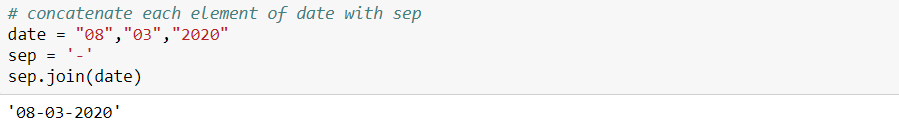 # concatenate each element of date with sep
date = "08","03","2020"
sep = '-'
sep.join(date)
'08-03-2020'